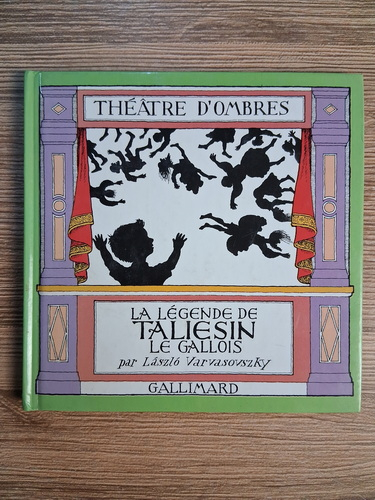 THÉÂTRE D'OMBRES
LA LÉGENDE DE
TALIESIN
LE GALLOIS
par László Varvasovszky
GALLIMARD